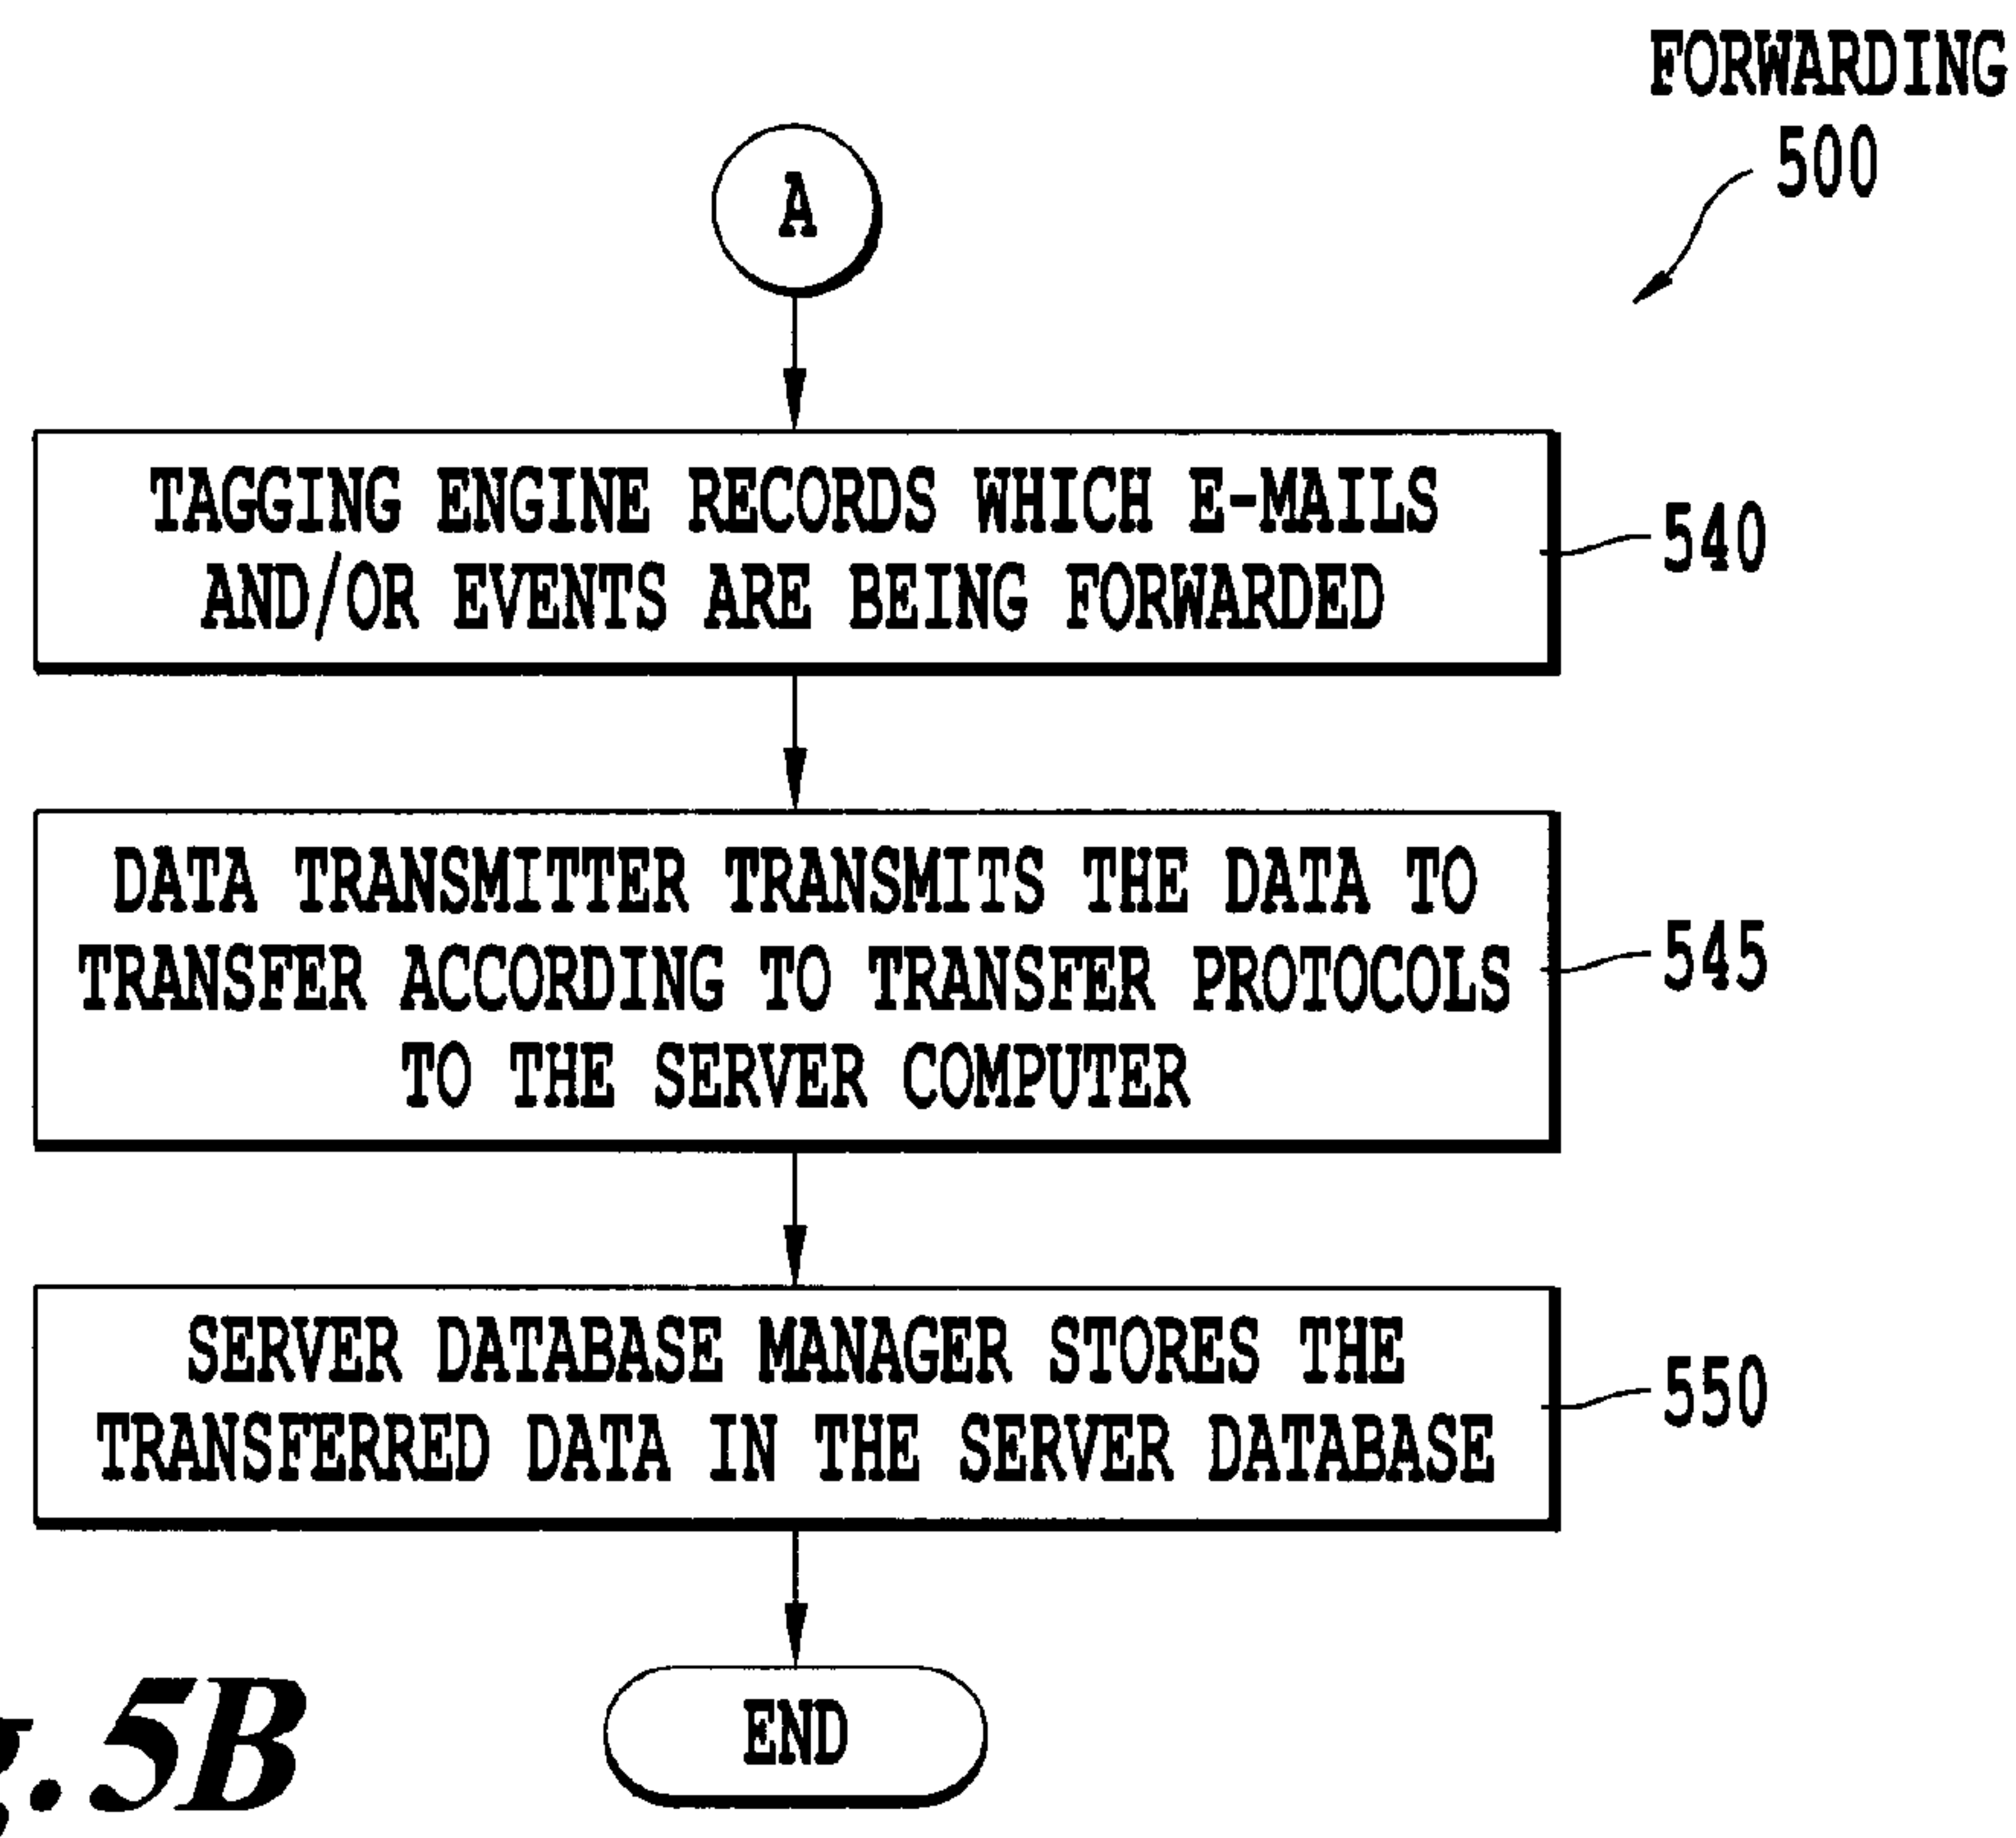 FORWARDING
500
A
TAGGING ENGINE RECORDS WHICH E-MAILS
AND/OR EVENTS ARE BEING FORWARDED
540
DATA TRANSMITTER TRANSMITS THE DATA TO
TRANSFER ACCORDING TO TRANSFER PROTOCOLS
TO THE SERVER COMPUTER
545
SERVER DATABASE MANAGER STORES THE
TRANSFERRED DATA IN THE SERVER DATABASE
550
END
5B